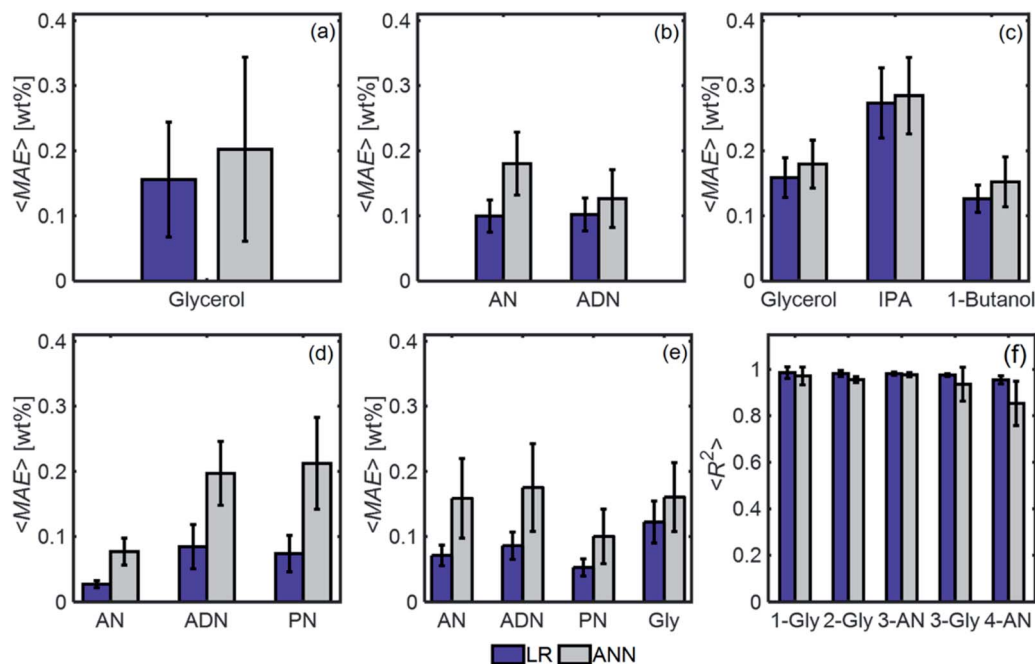 (a)
<MAE> [wt%]
0.4
0.3
0.2
0.1
0
Glycerol
(b)
<MAE> [wt%]
0.4
0.3
0.2
0.1
0
AN ADN
(c)
<MAE> [wt%]
0.4
0.3
0.2
0.1
0
Glycerol IPA 1-Butanol
(d)
<MAE> [wt%]
0.4
0.3
0.2
0.1
0
AN ADN PN
(e)
<MAE> [wt%]
0.4
0.3
0.2
0.1
0
AN ADN PN Gly
(f)
<R²>
1
0.8
0.6
0.4
0.2
0
1-Gly 2-Gly 3-AN 3-Gly 4-AN
LR ANN